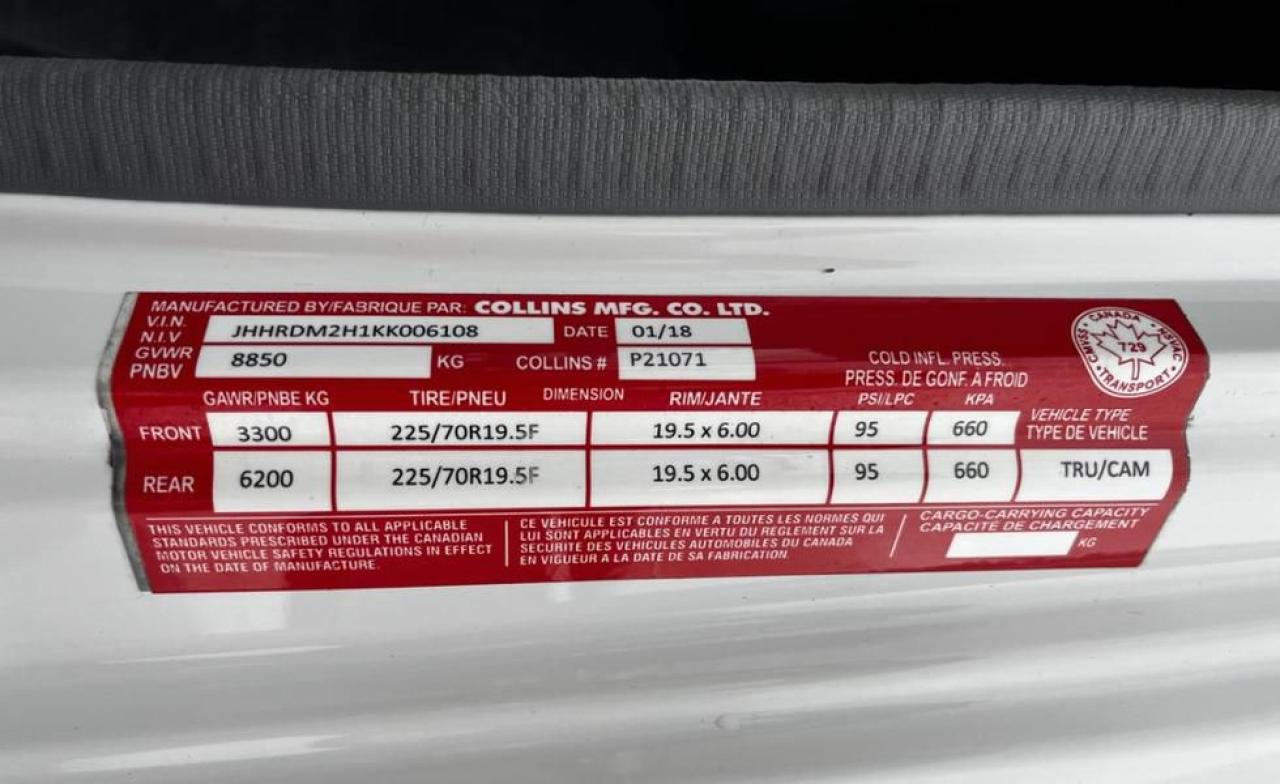 MANUFACTURED BY/FABRIQUE PAR: COLLINS MFG. CO. LTD.
V.I.N. N.I.V JHHRDM2H1KK006108 DATE 01/18
GVWR PNBV 8850 KG COLLINS # P21071
COLD INFL. PRESS.
PRESS. DE GONF. A FROID
CANADA
CMVSS 729 NSVAC
TRANSPORT
GAWR/PNBE KG TIRE/PNEU DIMENSION RIM/JANTE PSI/LPC KPA
VEHICLE TYPE
TYPE DE VEHICLE
FRONT 3300 225/70R19.5F 19.5 x 6.00 95 660
REAR 6200 225/70R19.5F 19.5 x 6.00 95 660 TRU/CAM
THIS VEHICLE CONFORMS TO ALL APPLICABLE
STANDARDS PRESCRIBED UNDER THE CANADIAN
MOTOR VEHICLE SAFETY REGULATIONS IN EFFECT
ON THE DATE OF MANUFACTURE.
CE VEHICULE EST CONFORME A TOUTES LES NORMES QUI
LUI SONT APPLICABLES EN VERTU DU REGLEMENT SUR LA
SECURITE DES VEHICULES AUTOMOBILES DU CANADA
EN VIGUEUR A LA DATE DE SA FABRICATION.
CARGO-CARRYING CAPACITY
CAPACITE DE CHARGEMENT
KG